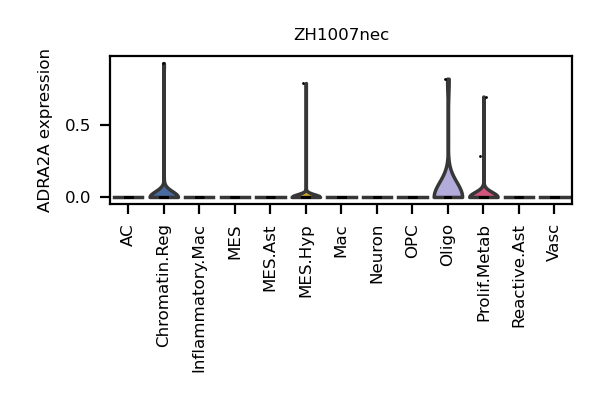 ZH1007nec
ADRA2A expression
0.5
0.0
AC
Chromatin.Reg
Inflammatory.Mac
MES
MES.Ast
MES.Hyp
Mac
Neuron
OPC
Oligo
Prolif.Metab
Reactive.Ast
Vasc